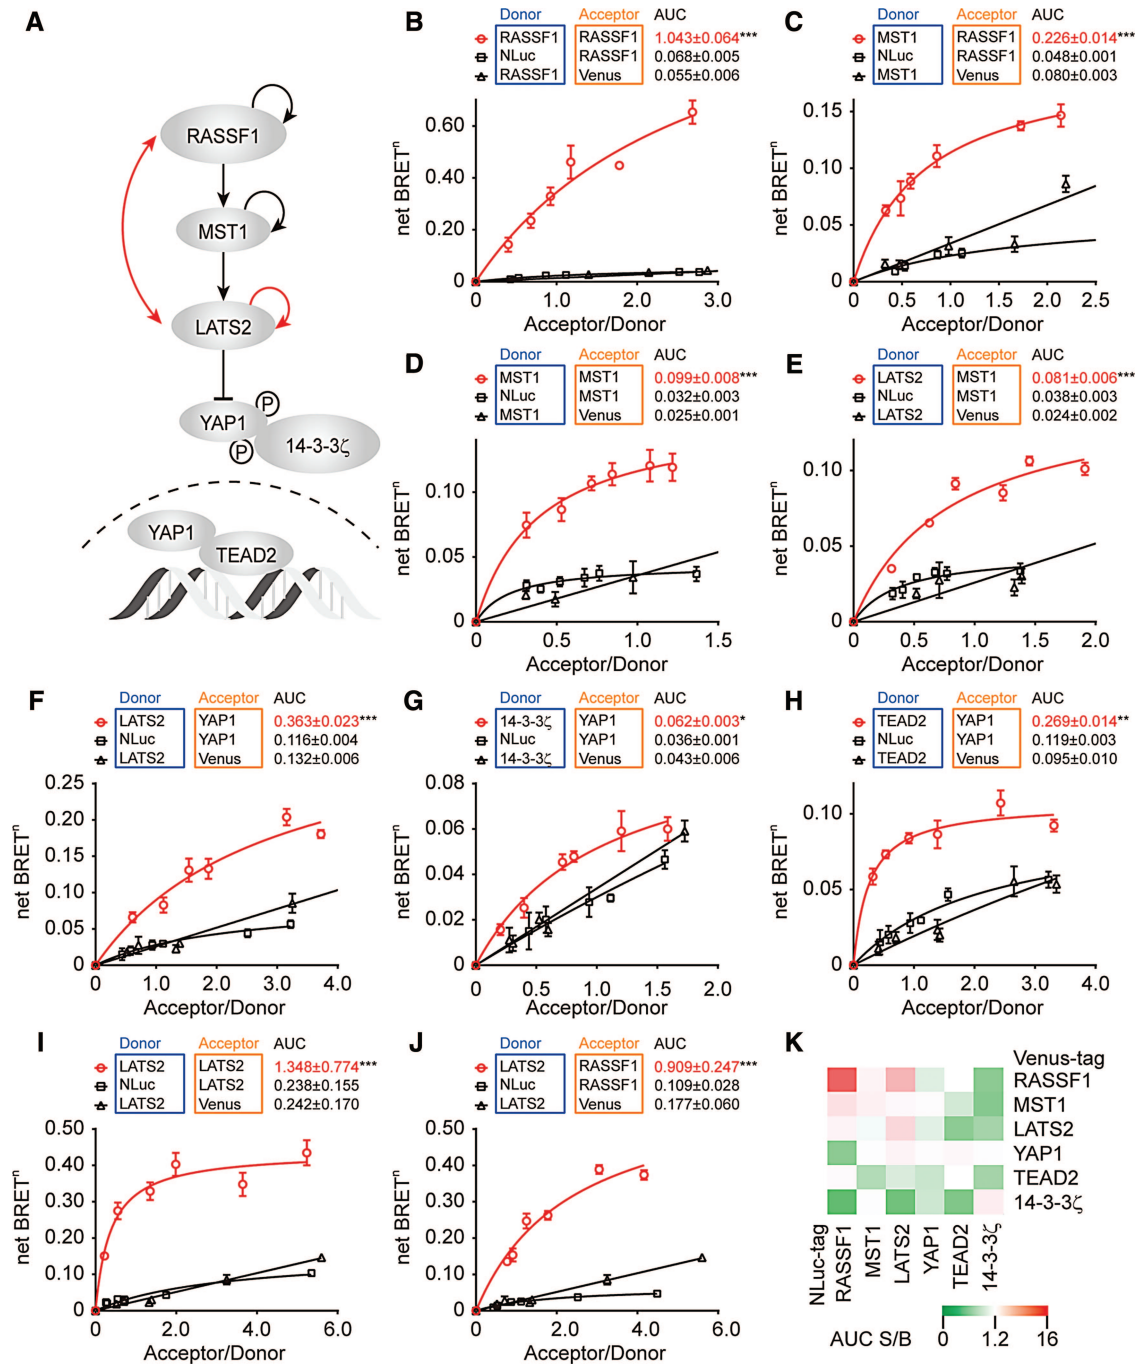 A
RASSF1
MST1
LATS2
YAP1
P
P
14-3-3ζ
YAP1
TEAD2
B
Donor Acceptor AUC
RASSF1 RASSF1 1.043±0.064***
NLuc RASSF1 0.068±0.005
RASSF1 Venus 0.055±0.006
net BRETⁿ
0.60
0.40
0.20
0
0 1.0 2.0 3.0
Acceptor/Donor
C
Donor Acceptor AUC
MST1 RASSF1 0.226±0.014***
NLuc RASSF1 0.048±0.001
MST1 Venus 0.080±0.003
net BRETⁿ
0.15
0.10
0.05
0
0 0.5 1.0 1.5 2.0 2.5
Acceptor/Donor
D
Donor Acceptor AUC
MST1 MST1 0.099±0.008***
NLuc MST1 0.032±0.003
MST1 Venus 0.025±0.001
net BRETⁿ
0.10
0.05
0
0 0.5 1.0 1.5
Acceptor/Donor
E
Donor Acceptor AUC
LATS2 MST1 0.081±0.006***
NLuc MST1 0.038±0.003
LATS2 Venus 0.024±0.002
net BRETⁿ
0.10
0.05
0
0 0.5 1.0 1.5 2.0
Acceptor/Donor
F
Donor Acceptor AUC
LATS2 YAP1 0.363±0.023***
NLuc YAP1 0.116±0.004
LATS2 Venus 0.132±0.006
net BRETⁿ
0.25
0.20
0.15
0.10
0.05
0
0 1.0 2.0 3.0 4.0
Acceptor/Donor
G
Donor Acceptor AUC
14-3-3ζ YAP1 0.062±0.003*
NLuc YAP1 0.036±0.001
14-3-3ζ Venus 0.043±0.006
net BRETⁿ
0.08
0.06
0.04
0.02
0
0 0.5 1.0 1.5 2.0
Acceptor/Donor
H
Donor Acceptor AUC
TEAD2 YAP1 0.269±0.014**
NLuc YAP1 0.119±0.003
TEAD2 Venus 0.095±0.010
net BRETⁿ
0.10
0.05
0
0 1.0 2.0 3.0 4.0
Acceptor/Donor
I
Donor Acceptor AUC
LATS2 LATS2 1.348±0.774***
NLuc LATS2 0.238±0.155
LATS2 Venus 0.242±0.170
net BRETⁿ
0.50
0.40
0.30
0.20
0.10
0
0 2.0 4.0 6.0
Acceptor/Donor
J
Donor Acceptor AUC
LATS2 RASSF1 0.909±0.247***
NLuc RASSF1 0.109±0.028
LATS2 Venus 0.177±0.060
net BRETⁿ
0.50
0.40
0.30
0.20
0.10
0
0 2.0 4.0 6.0
Acceptor/Donor
K
Venus-tag
RASSF1
MST1
LATS2
YAP1
TEAD2
14-3-3ζ
NLuc-tag
RASSF1
MST1
LATS2
YAP1
TEAD2
14-3-3ζ
AUC S/B
0 1.2 16